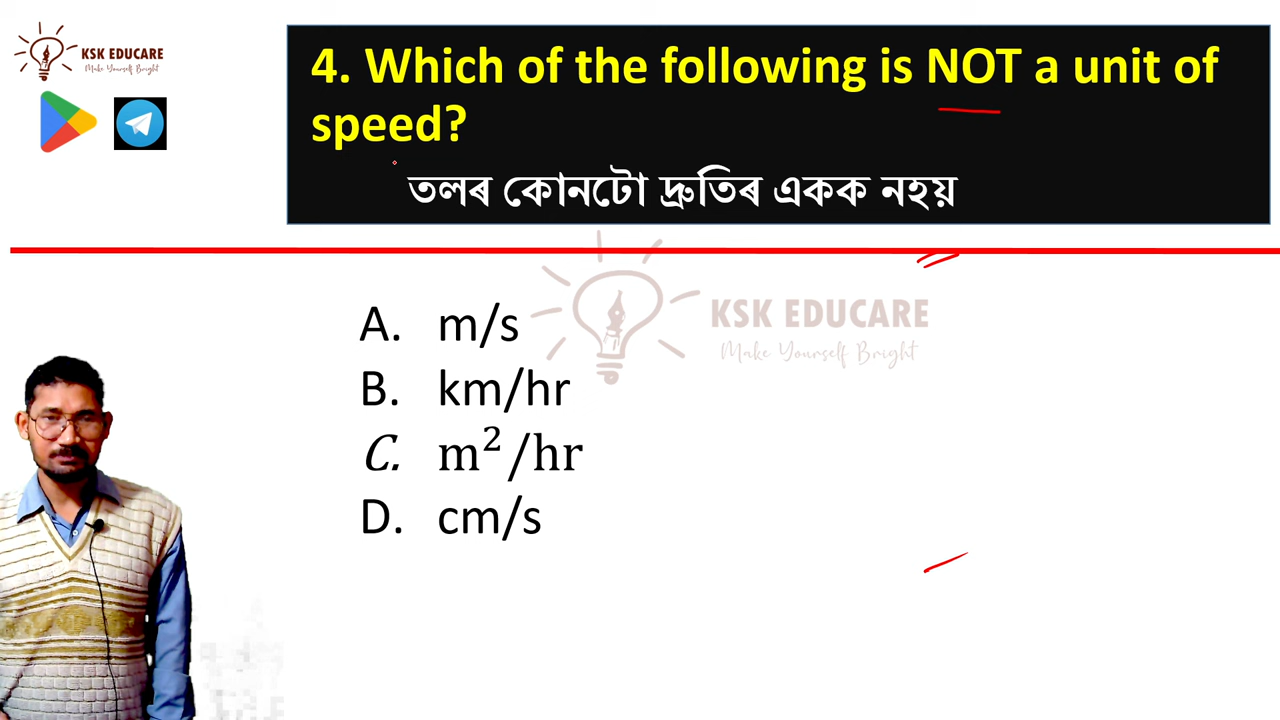 KSK EDUCARE
Make Yourself Bright
4. Which of the following is NOT a unit of
speed?
তলৰ কোনটো দ্ৰুতিৰ একক নহয়
KSK EDUCARE
Make Yourself Bright
A. m/s
B. km/hr
C. m²/hr
D. cm/s